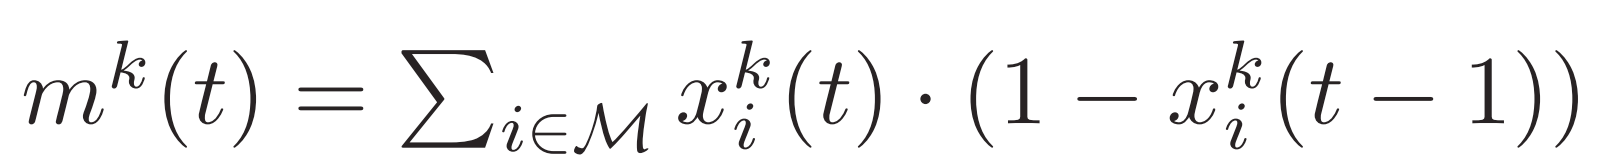 $m^k(t) = \sum_{i \in \mathcal{M}} x_i^k(t) \cdot (1 - x_i^k(t-1))$